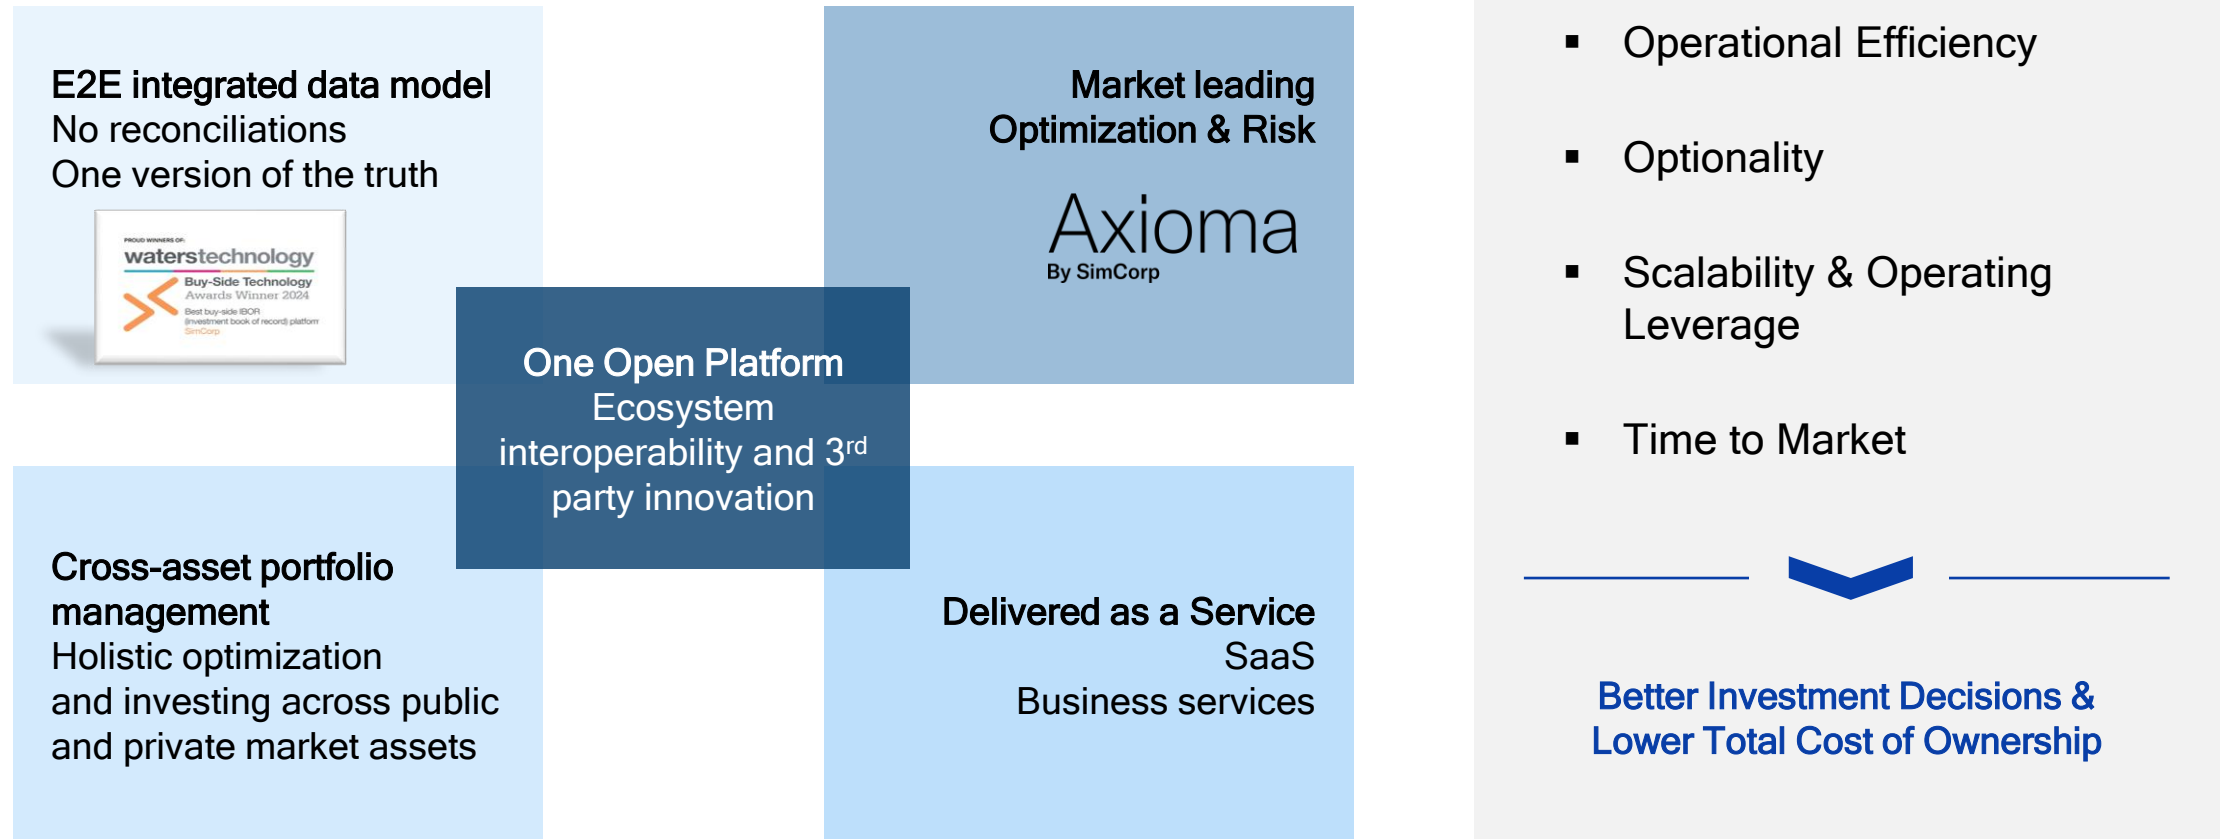 E2E integrated data model
No reconciliations
One version of the truth
PROUD WINNERS OF:
waterstechnology
Buy-Side Technology
Awards Winner 2024
Best buy-side IBOR
(investment book of record) platform
SimCorp
Market leading
Optimization & Risk
Axioma
By SimCorp
One Open Platform
Ecosystem
interoperability and 3rd
party innovation
Cross-asset portfolio
management
Holistic optimization
and investing across public
and private market assets
Delivered as a Service
SaaS
Business services
▪ Operational Efficiency
▪ Optionality
▪ Scalability & Operating
Leverage
▪ Time to Market
Better Investment Decisions &
Lower Total Cost of Ownership